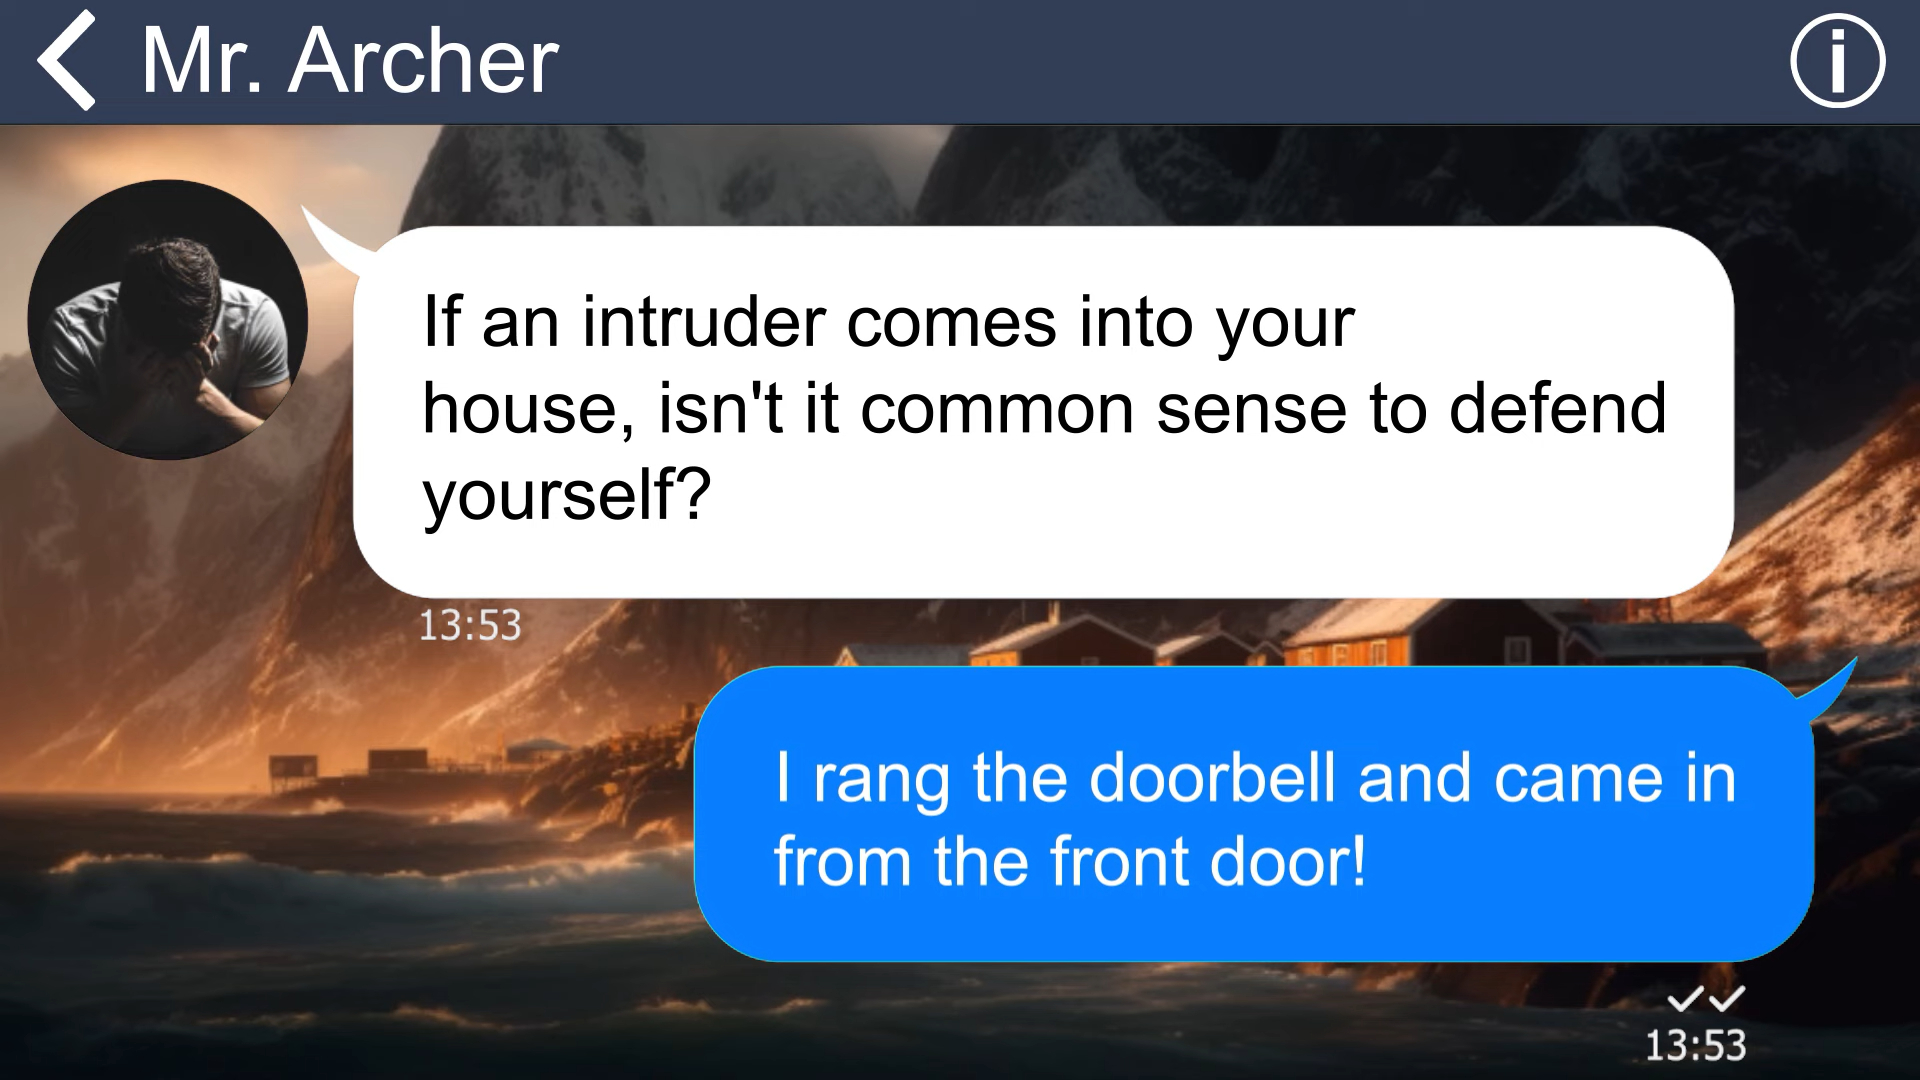 Mr. Archer
If an intruder comes into your
house, isn't it common sense to defend
yourself?
13:53
I rang the doorbell and came in
from the front door!
13:53